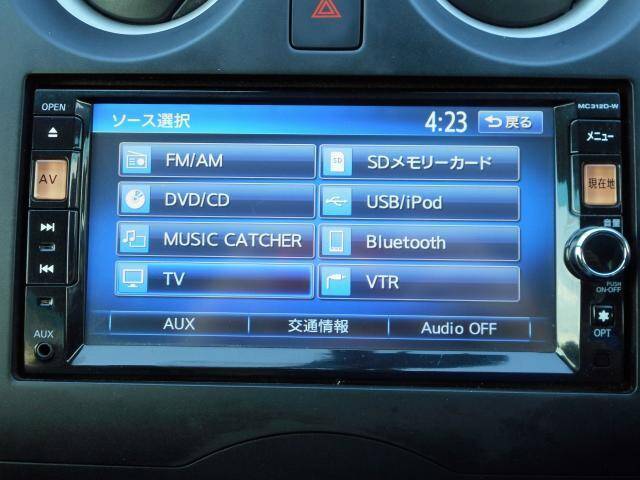 OPEN
MC312D-W
ソース選択
4:23
戻る
メニュー
AV
FM/AM
SD
SDメモリーカード
現在地
DVD/CD
USB/iPod
音量
MUSIC CATCHER
Bluetooth
TV
VTR
PUSH
ON-OFF
AUX
AUX
交通情報
Audio OFF
OPT